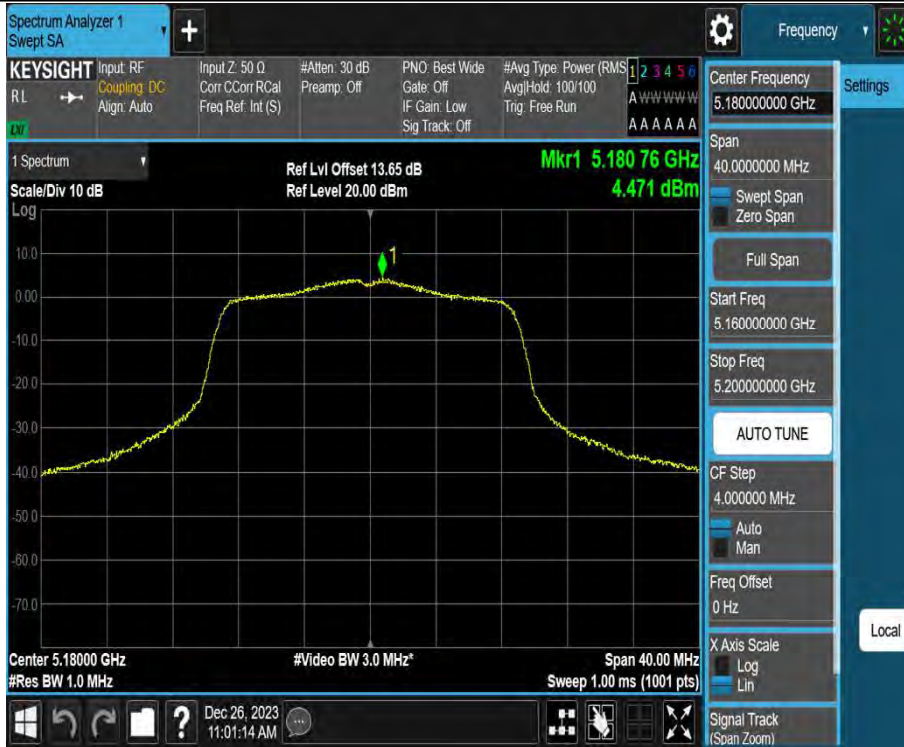 Spectrum Analyzer 1
Swept SA
+
Frequency
KEYSIGHT
RL
LXI
Input: RF
Coupling: DC
Align: Auto
Input Z: 50 Ω
Corr CCorr RCal
Freq Ref: Int (S)
#Atten: 30 dB
Preamp: Off
PNO: Best Wide
Gate: Off
IF Gain: Low
Sig Track: Off
#Avg Type: Power (RMS
Avg|Hold: 100/100
Trig: Free Run
1 2 3 4 5 6
A W W W W W
A A A A A A
Center Frequency
5.180000000 GHz
Settings
1 Spectrum
Scale/Div 10 dB
Log
Ref Lvl Offset 13.65 dB
Ref Level 20.00 dBm
Mkr1 5.180 76 GHz
4.471 dBm
Span
40.0000000 MHz
Swept Span
Zero Span
Full Span
Start Freq
5.160000000 GHz
Stop Freq
5.200000000 GHz
AUTO TUNE
CF Step
4.000000 MHz
Auto
Man
Freq Offset
0 Hz
X Axis Scale
Log
Lin
Signal Track
(Span Zoom)
Local
1
10.0
0.00
-10.0
-20.0
-30.0
-40.0
-50.0
-60.0
-70.0
Center 5.18000 GHz
#Res BW 1.0 MHz
#Video BW 3.0 MHz*
Span 40.00 MHz
Sweep 1.00 ms (1001 pts)
?
Dec 26, 2023
11:01:14 AM